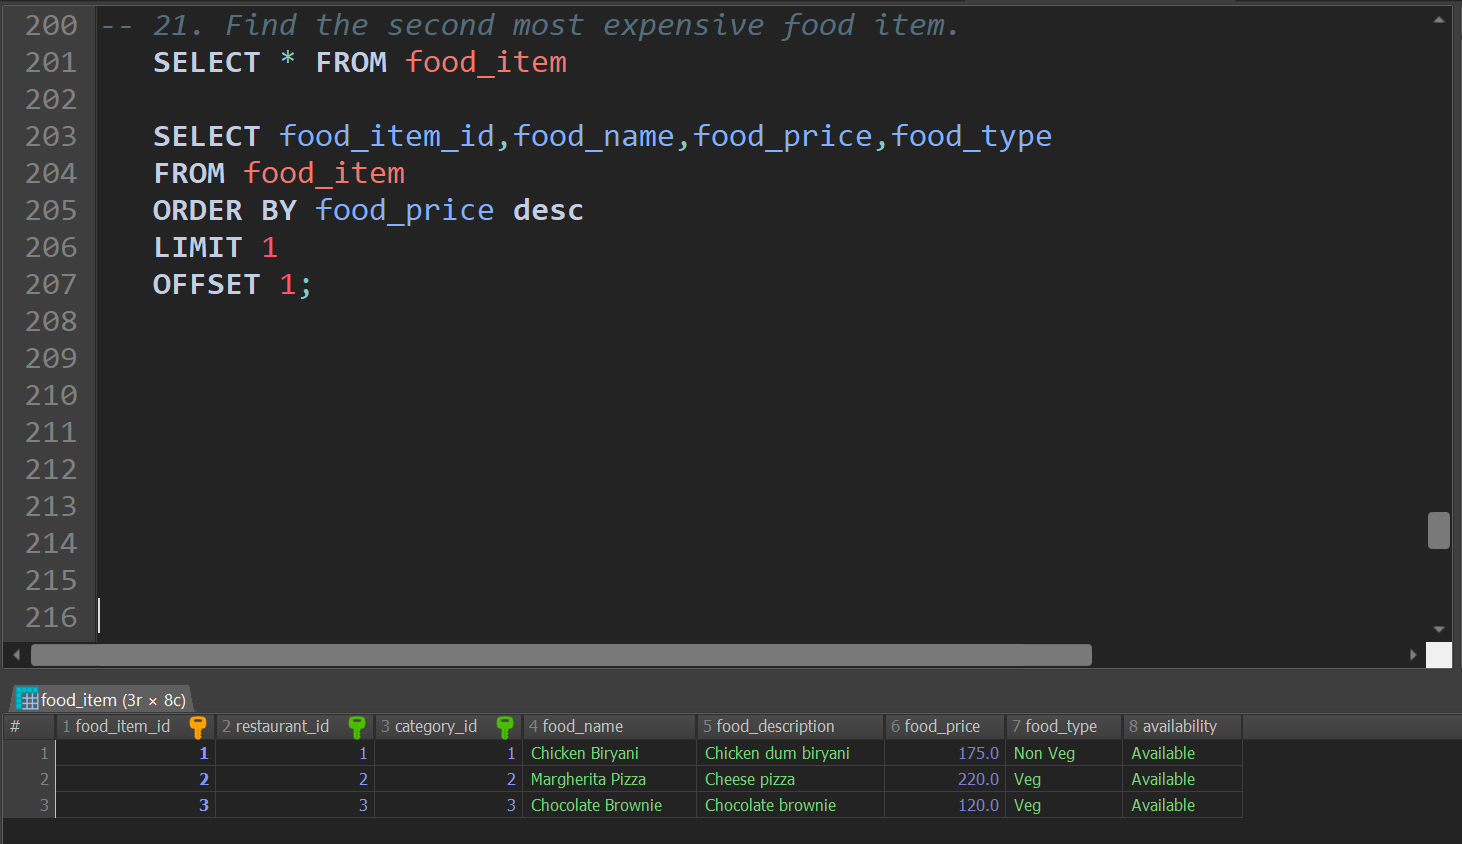 200 -- 21. Find the second most expensive food item.
201 SELECT * FROM food_item
202
203 SELECT food_item_id,food_name,food_price,food_type
204 FROM food_item
205 ORDER BY food_price desc
206 LIMIT 1
207 OFFSET 1;
208
209
210
211
212
213
214
215
216
food_item (3r × 8c)
# 1 food_item_id 2 restaurant_id 3 category_id 4 food_name 5 food_description 6 food_price 7 food_type 8 availability
1 1 1 1 Chicken Biryani Chicken dum biryani 175.0 Non Veg Available
2 2 2 2 Margherita Pizza Cheese pizza 220.0 Veg Available
3 3 3 3 Chocolate Brownie Chocolate brownie 120.0 Veg Available